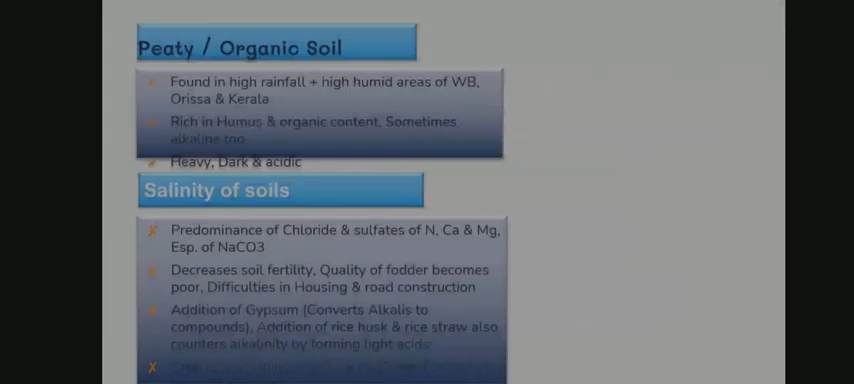 Peaty / Organic Soil
Found in high rainfall + high humid areas of WB,
Orissa & Kerala
Rich in Humus & organic content, Sometimes
alkaline too
Heavy, Dark & acidic
Salinity of soils
Predominance of Chloride & sulfates of N, Ca & Mg,
Esp. of NaCO3
Decreases soil fertility, Quality of fodder becomes
poor, Difficulties in Housing & road construction
Addition of Gypsum (Converts Alkalis to
compounds), Addition of rice husk & rice straw also
counters alkalinity by forming light acids